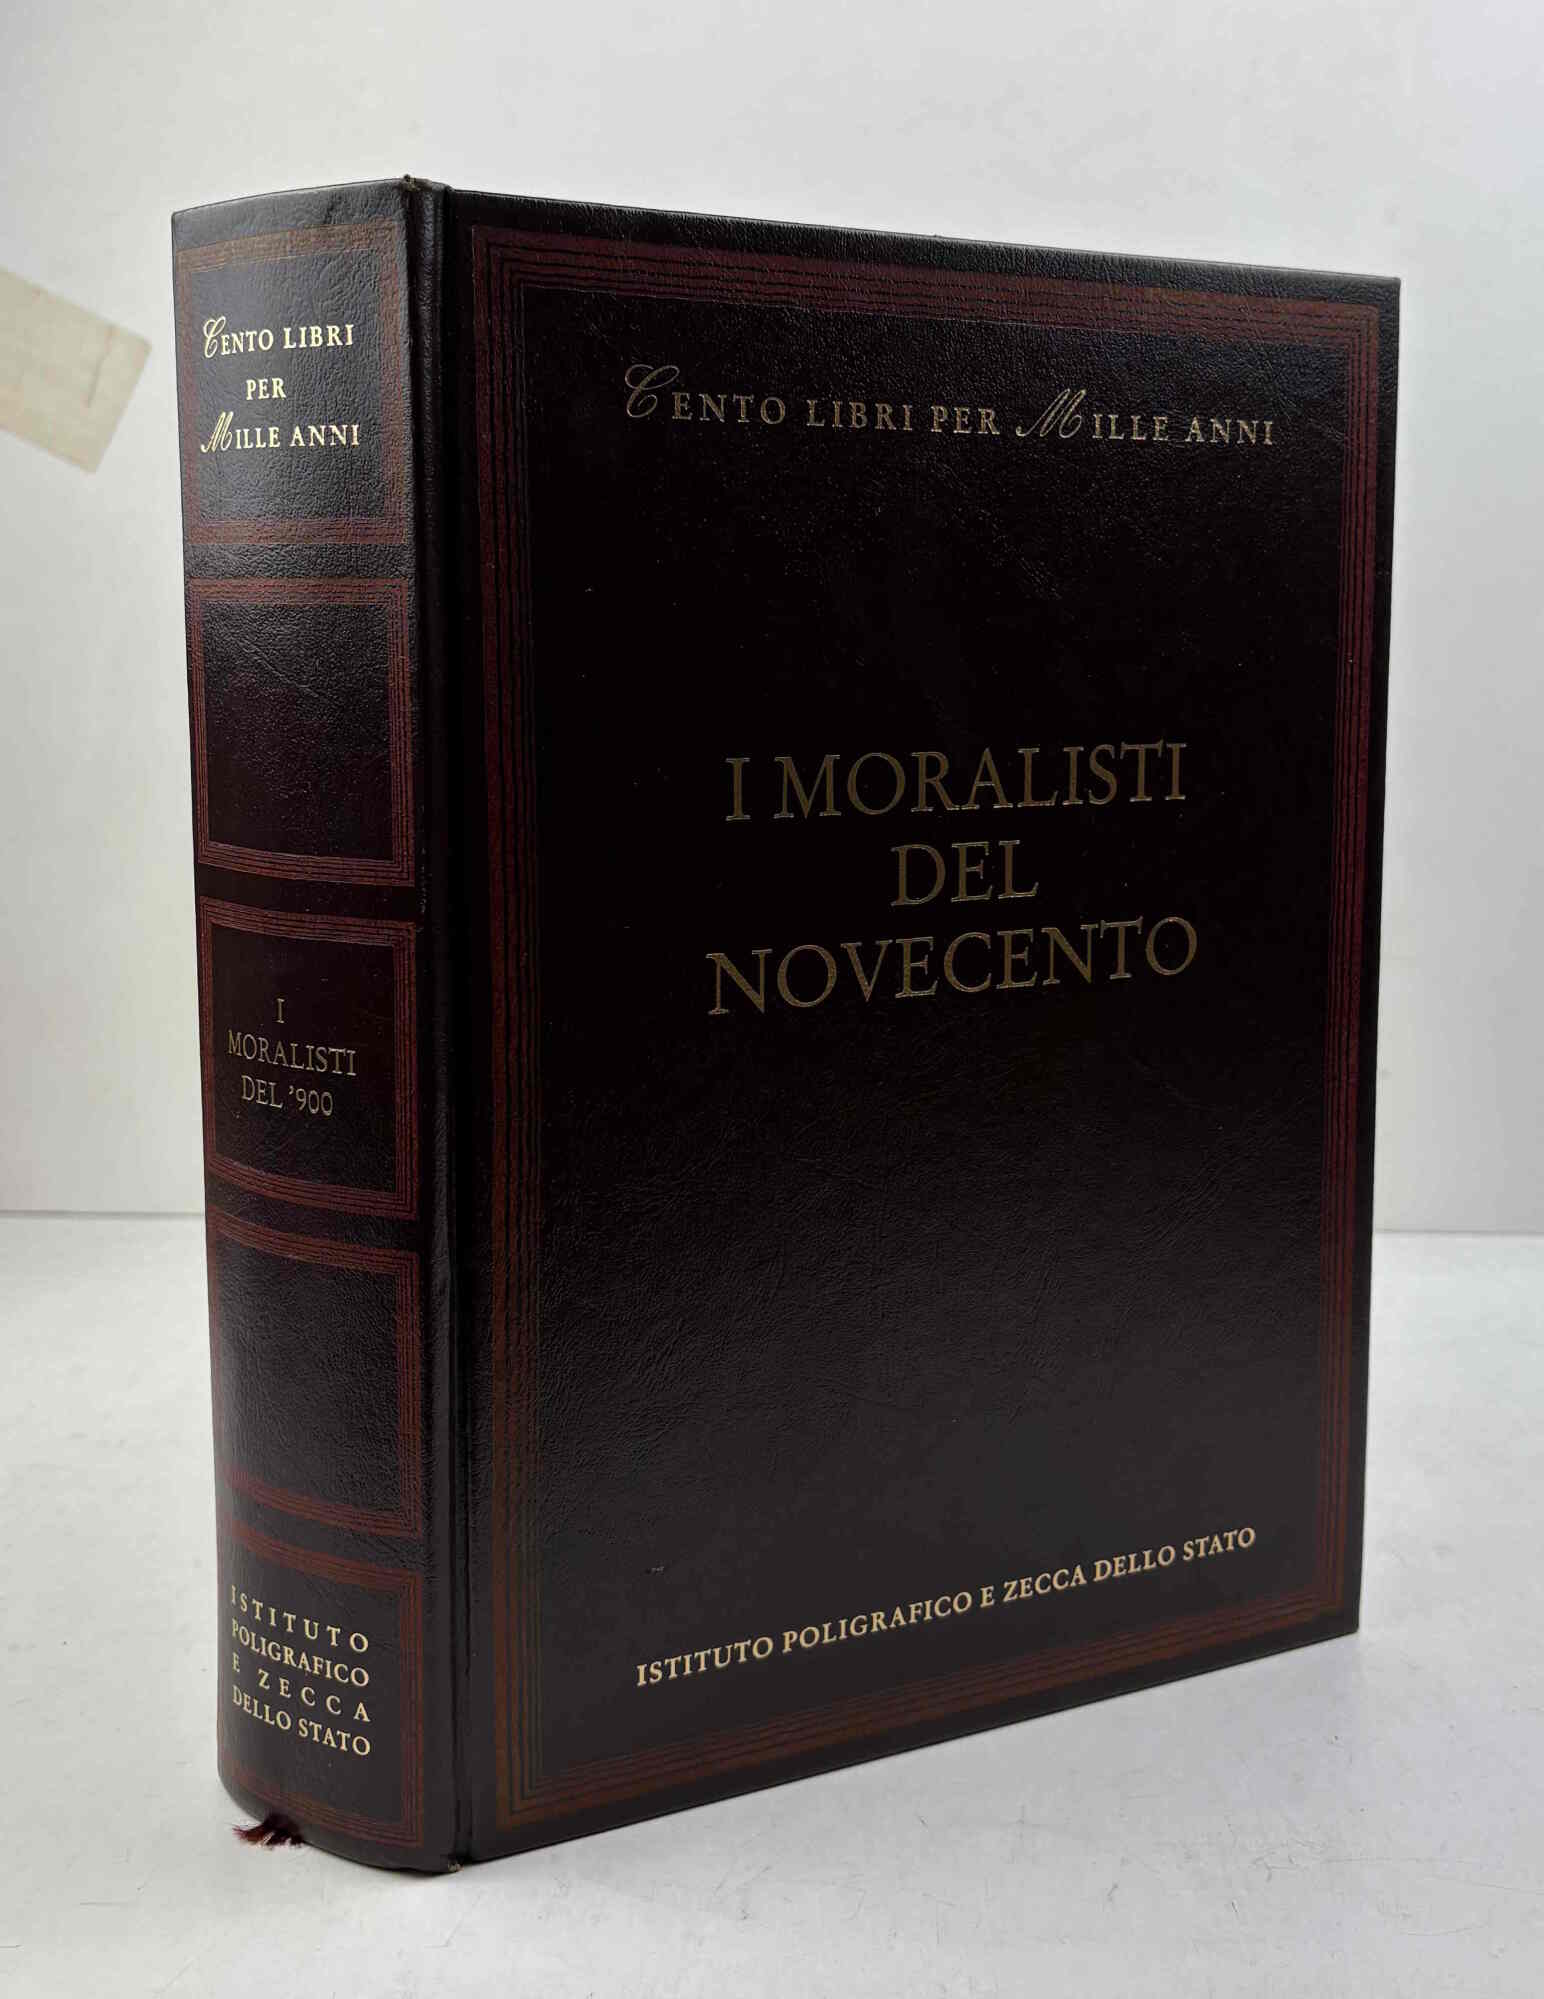 CENTO LIBRI
PER
MILLE ANNI
I
MORALISTI
DEL '900
ISTITUTO
POLIGRAFICO
E ZECCA
DELLO STATO
CENTO LIBRI PER MILLE ANNI
I MORALISTI
DEL
NOVECENTO
ISTITUTO POLIGRAFICO E ZECCA DELLO STATO